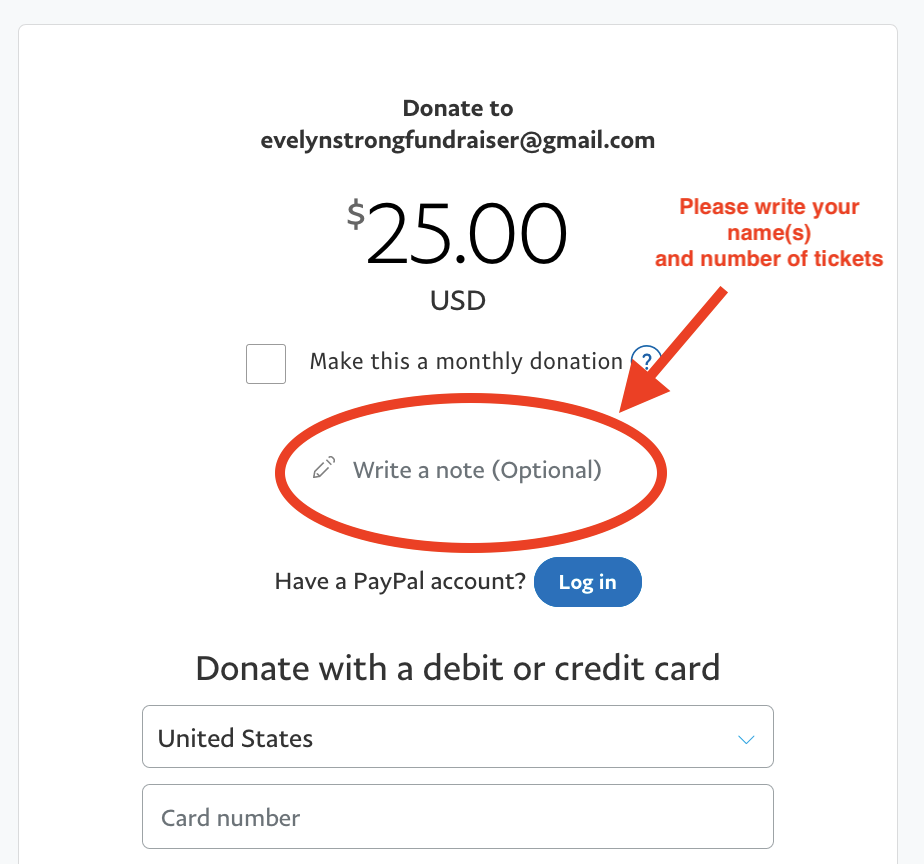 Donate to
evelynstrongfundraiser@gmail.com
$25.00
USD
Please write your
name(s)
and number of tickets
Make this a monthly donation ?
Write a note (Optional)
Have a PayPal account? Log in
Donate with a debit or credit card
United States
Card number